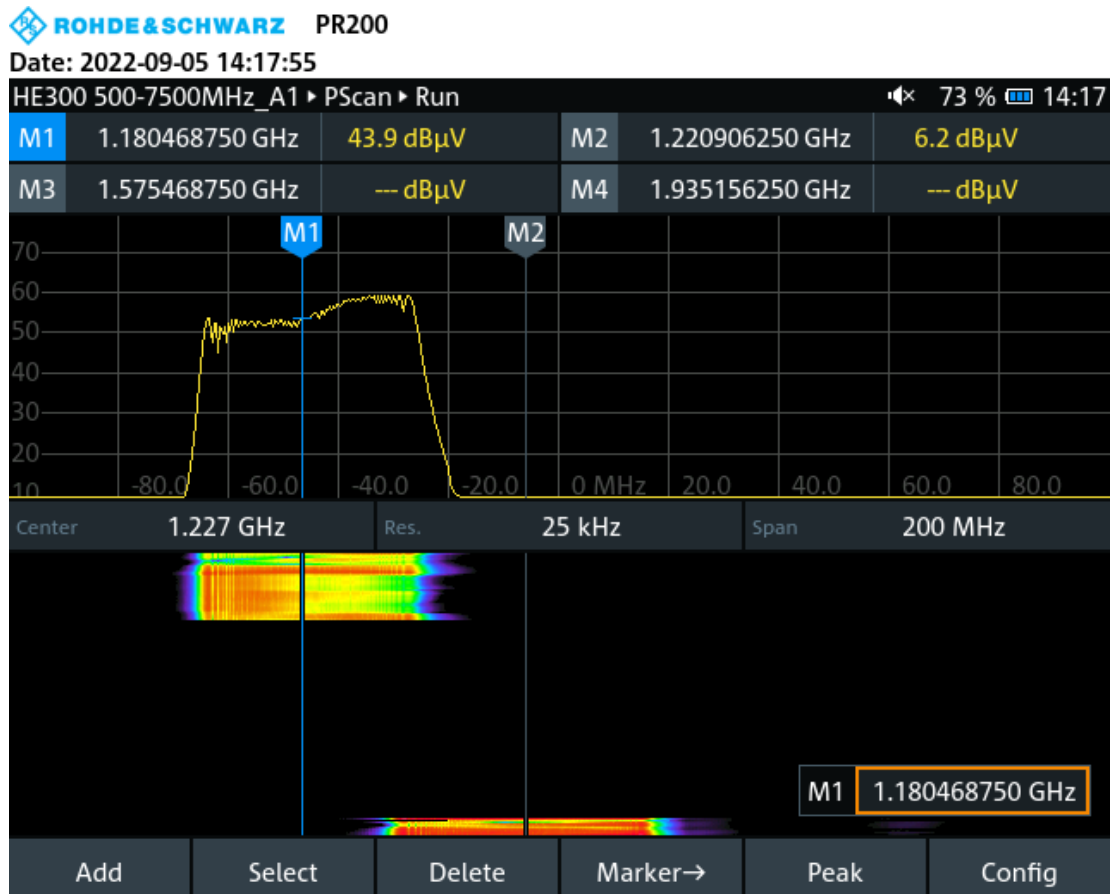 ROHDE&SCHWARZ PR200
Date: 2022-09-05 14:17:55
HE300 500-7500MHz_A1 ▸ PScan ▸ Run 73 % 14:17
M1 1.180468750 GHz 43.9 dBµV M2 1.220906250 GHz 6.2 dBµV
M3 1.575468750 GHz --- dBµV M4 1.935156250 GHz --- dBµV
M1 M2
70
60
50
40
30
20
10 -80.0 -60.0 -40.0 -20.0 0 MHz 20.0 40.0 60.0 80.0
Center 1.227 GHz Res. 25 kHz Span 200 MHz
M1 1.180468750 GHz
Add Select Delete Marker→ Peak Config